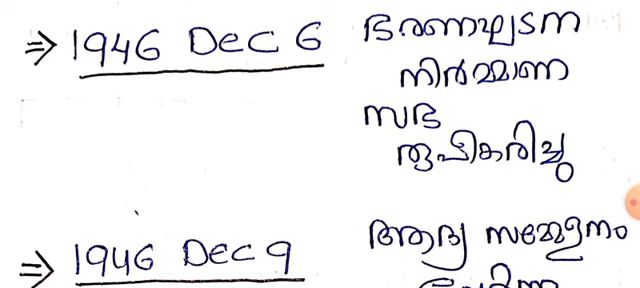 ⇒ 1946 Dec 6 ഭരണഘടന
നിർമ്മാണ
സഭ
രൂപീകരിച്ചു
⇒ 1946 Dec 9 ആദ്യ സമ്മേളനം